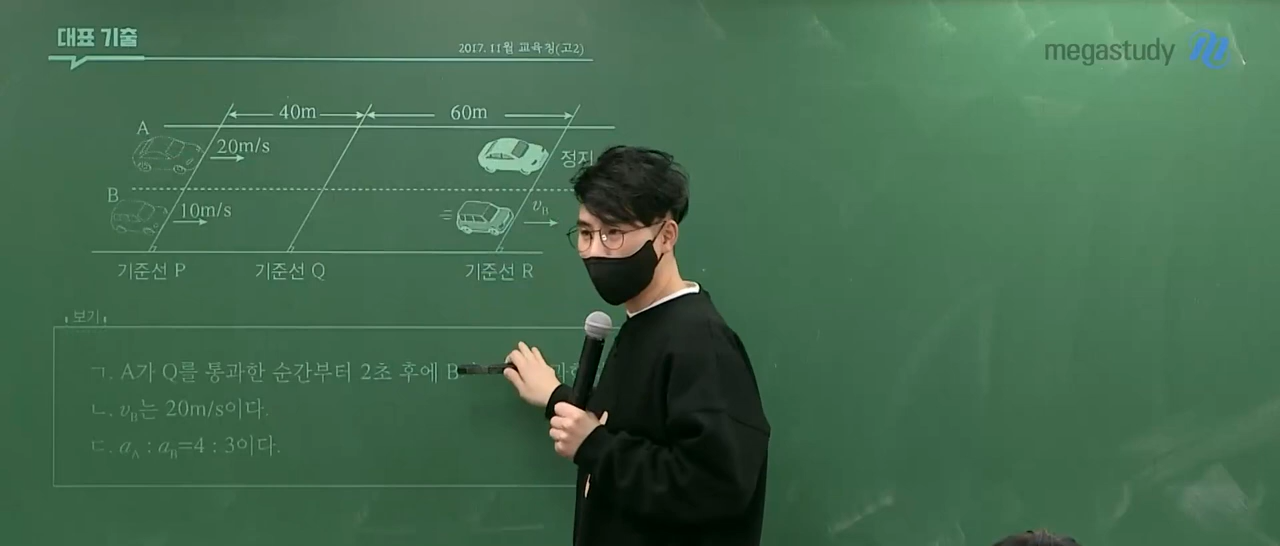 대표 기출
2017. 11월 교육청(고2)
megastudy
40m
60m
A
20m/s
정지
B
10m/s
v_B
기준선 P
기준선 Q
기준선 R
보기
ㄱ. A가 Q를 통과한 순간부터 2초 후에 B
ㄴ. v_B는 20m/s이다.
ㄷ. a_A : a_B=4 : 3이다.